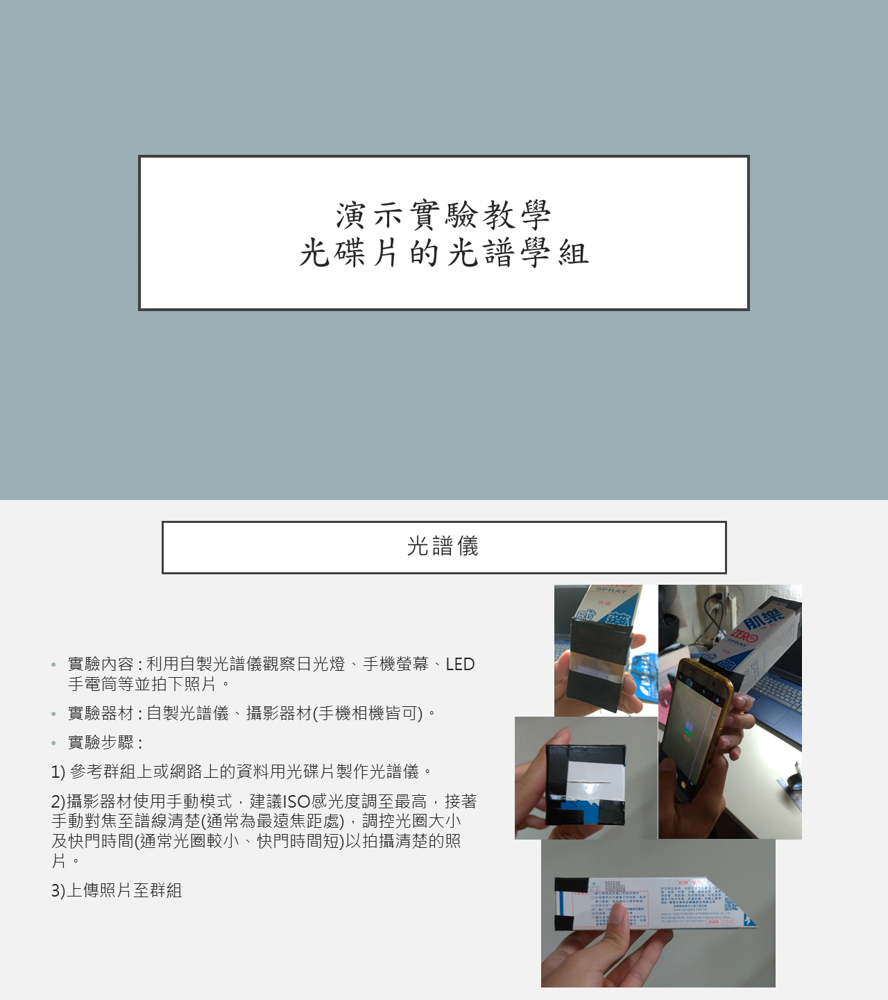 演示實驗教學
光碟片的光譜學組
光譜儀
• 實驗內容 : 利用自製光譜儀觀察日光燈、手機螢幕、LED
手電筒等並拍下照片。
• 實驗器材 : 自製光譜儀、攝影器材(手機相機皆可)。
• 實驗步驟 :
1) 參考群組上或網路上的資料用光碟片製作光譜儀。
2)攝影器材使用手動模式，建議ISO感光度調至最高，接著
手動對焦至譜線清楚(通常為最遠焦距處)，調控光圈大小
及快門時間(通常光圈較小、快門時間短)以拍攝清楚的照
片。
3)上傳照片至群組
SPRAY
外用
肌樂
ZERO
SPRAY